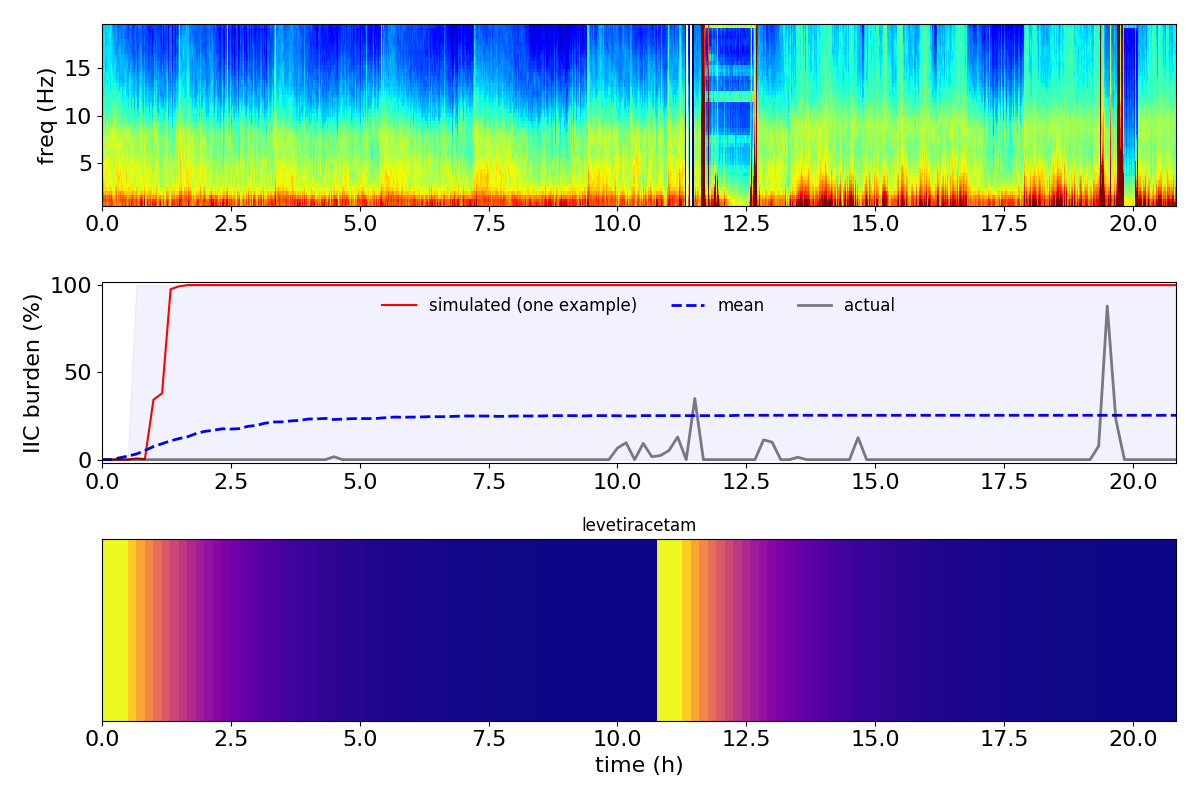 freq (Hz)
15
10
5
0.0 2.5 5.0 7.5 10.0 12.5 15.0 17.5 20.0
IIC burden (%)
100
50
0
simulated (one example) mean actual
0.0 2.5 5.0 7.5 10.0 12.5 15.0 17.5 20.0
levetiracetam
0.0 2.5 5.0 7.5 10.0 12.5 15.0 17.5 20.0
time (h)